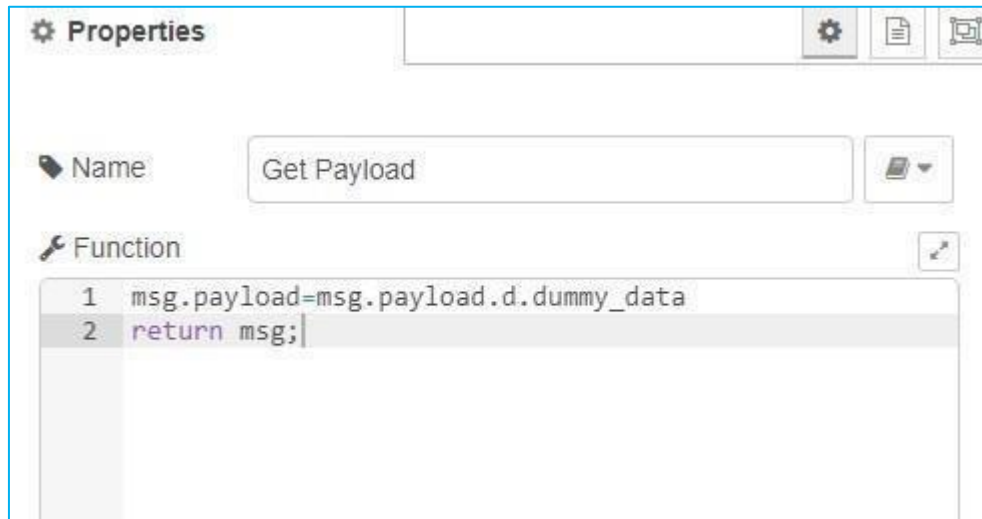 Properties
Name
Get Payload
Function
1 msg.payload=msg.payload.d.dummy_data
2 return msg;